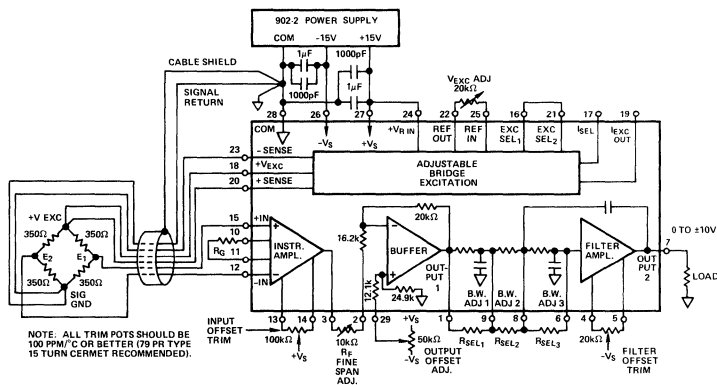 902-2 POWER SUPPLY
COM -15V +15V
1μF 1000pF
1000pF 1μF
CABLE SHIELD
SIGNAL RETURN
VEXC ADJ
20kΩ
28 26 27 24 22 25 16 21 17 19
COM
-VS +VS
+VR IN
REF OUT
REF IN
EXC SEL1
EXC SEL2
ISEL
IEXC OUT
23 - SENSE
18 +VEXC
20 + SENSE
ADJUSTABLE BRIDGE EXCITATION
+V EXC
350Ω 350Ω
E2 E1
350Ω 350Ω
SIG GND
15 +IN
10
RG
11
12 -IN
INSTR. AMPL.
20kΩ
16.2k
- BUFFER +
12.1k
24.9k
OUTPUT 1
B.W. ADJ 1
B.W. ADJ 2
B.W. ADJ 3
FILTER AMPL.
OUTPUT 2
7
0 TO ±10V
LOAD
13 14 3 2 29 1 9 8 6 4 5
INPUT OFFSET TRIM
100kΩ
+VS
10kΩ
RF FINE SPAN ADJ.
+VS
50kΩ
-VS
OUTPUT OFFSET ADJ.
RSEL1 RSEL2 RSEL3
20kΩ
-VS
FILTER OFFSET TRIM
NOTE: ALL TRIM POTS SHOULD BE
100 PPM/°C OR BETTER (79 PR TYPE
15 TURN CERMET RECOMMENDED).